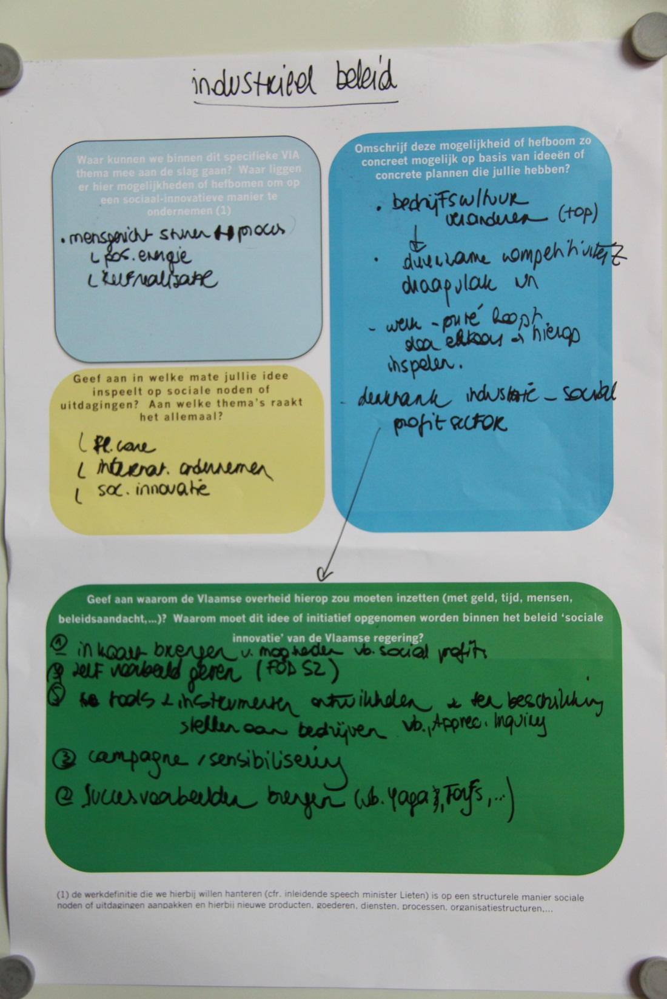 industrieel beleid
Waar kunnen we binnen dit specifieke VIA
thema mee aan de slag gaan? Waar liggen
er hier mogelijkheden of hefbomen om op
een sociaal-innovatieve manier te
ondernemen (1)
• mensgericht sturen ↔ proces
pos. energie
zelfrealisatie
Geef aan in welke mate jullie idee
inspeelt op sociale noden of
uitdagingen? Aan welke thema's raakt
het allemaal?
Fl. care
internat. ondernemen
soc. innovatie
Omschrijf deze mogelijkheid of hefboom zo
concreet mogelijk op basis van ideeën of
concrete plannen die jullie hebben?
• bedrijfscultuur
veranderen (top)
• duurzame competitiviteit
draagvlak
- werk - privé loopt
door elkaar → hierop
inspelen.
- denktank industrie - social
profit sector
Geef aan waarom de Vlaamse overheid hierop zou moeten inzetten (met geld, tijd, mensen,
beleidsaandacht,...)? Waarom moet dit idee of initiatief opgenomen worden binnen het beleid 'sociale
innovatie' van de Vlaamse regering?
① in kaart brengen v. mogheden vb. social profits
④ zelf voorbeeld geven (FOD SZ)
⑤ tools & instrumenten ontwikkelen & ter beschikking
stellen aan bedrijven vb. Apprec. Inquiry
③ campagne / sensibilisering
② succesvoorbeelden brengen (vb. Torfs, ...)
(1) de werkdefinitie die we hierbij willen hanteren (cfr. inleidende speech minister Lieten) is op een structurele manier sociale
noden of uitdagingen aanpakken en hierbij nieuwe producten, goederen, diensten, processen, organisatiestructuren,...